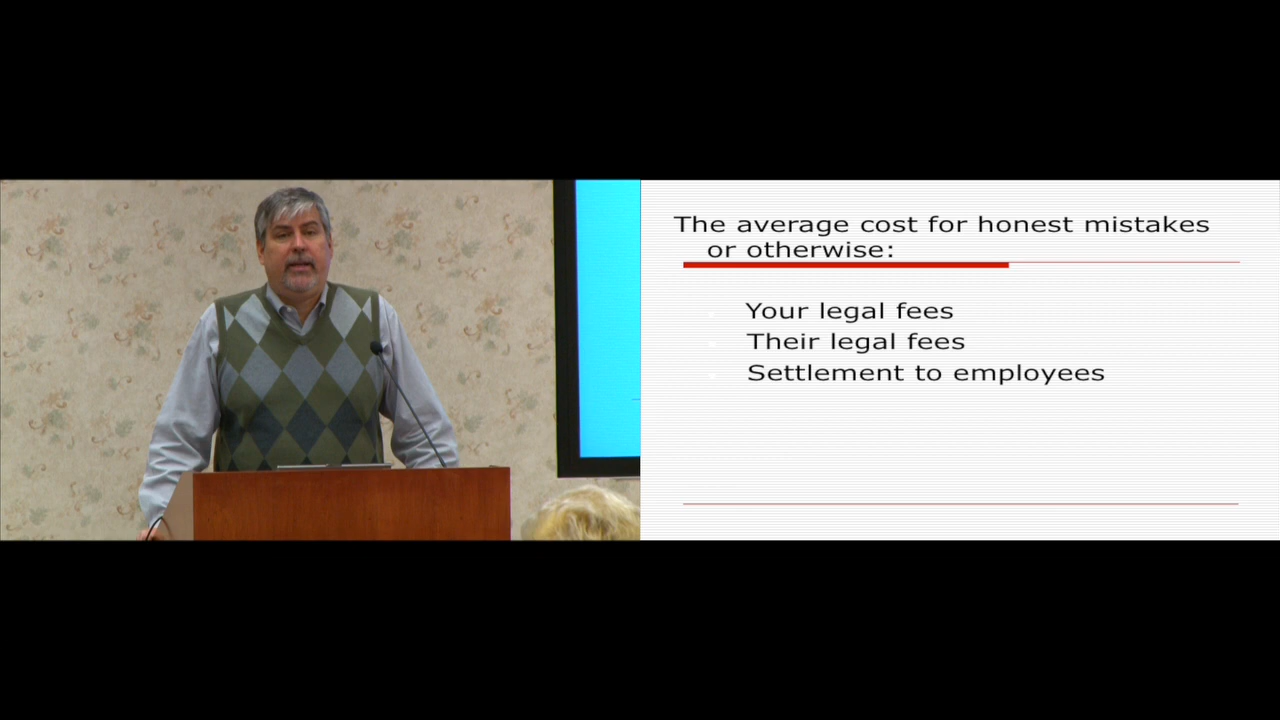 The average cost for honest mistakes
or otherwise:
Your legal fees
Their legal fees
Settlement to employees